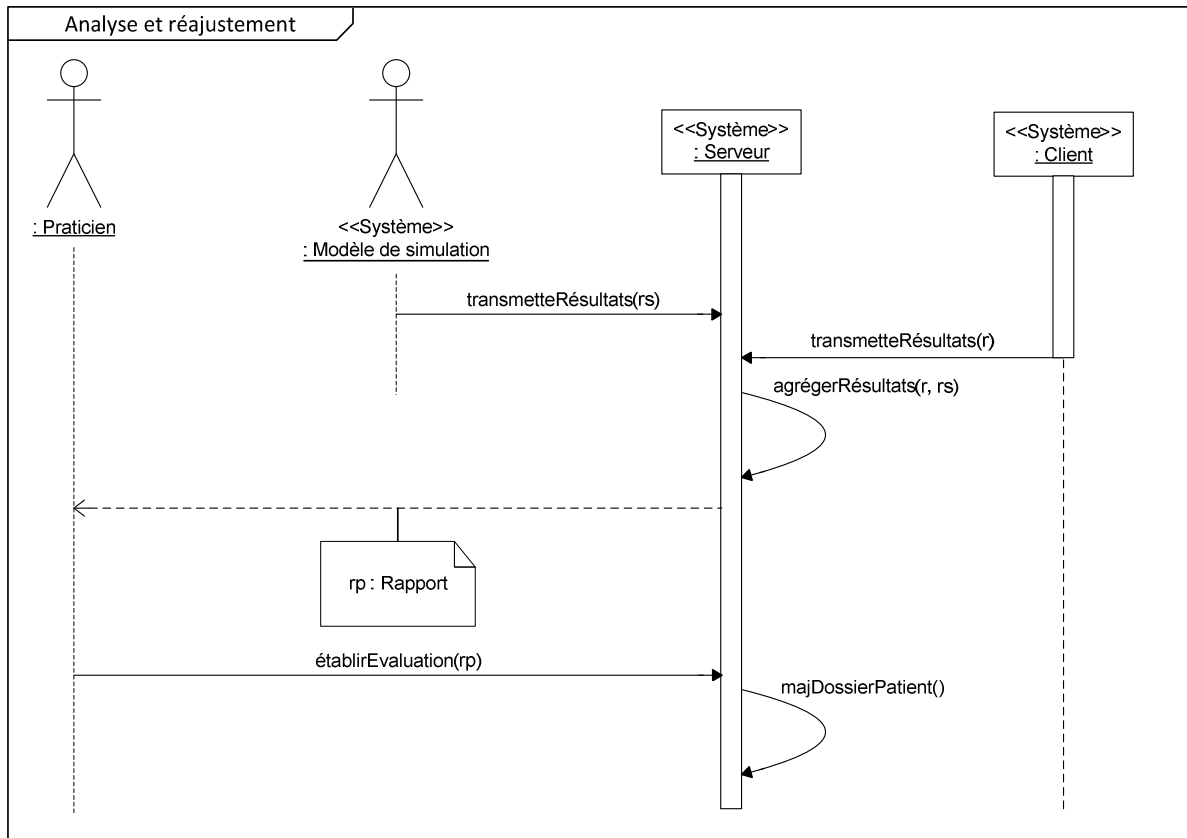 Analyse et réajustement
: Praticien
<<Système>>
: Modèle de simulation
<<Système>>
: Serveur
<<Système>>
: Client
transmetteRésultats(rs)
transmetteRésultats(r)
agrégerRésultats(r, rs)
rp : Rapport
établirEvaluation(rp)
majDossierPatient()